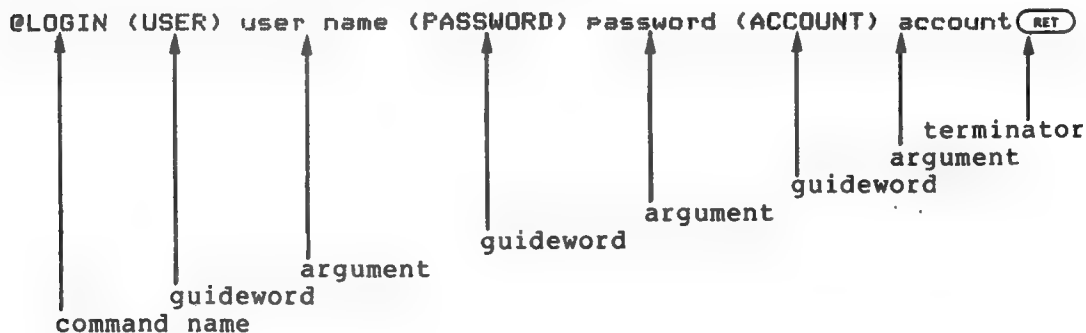 @LOGIN (USER) user name (PASSWORD) password (ACCOUNT) account RET
terminator
argument
guideword
argument
guideword
argument
guideword
command name